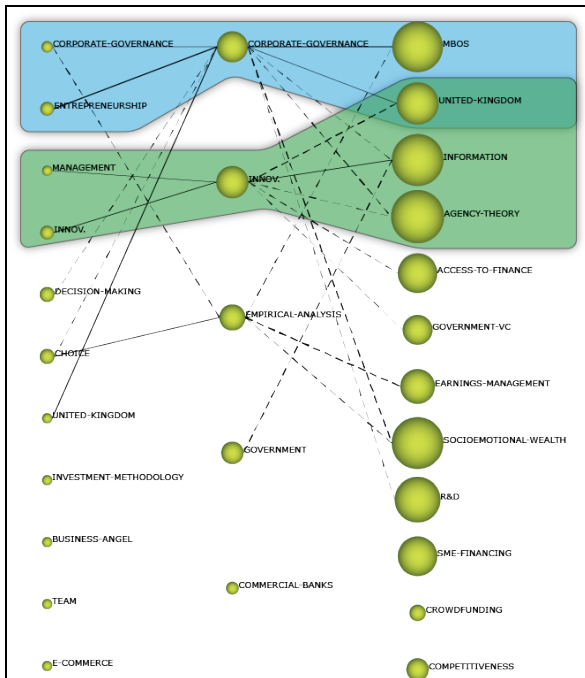 CORPORATE-GOVERNANCE
ENTREPRENEURSHIP
MANAGEMENT
INNOV.
DECISION-MAKING
CHOICE
UNITED-KINGDOM
INVESTMENT-METHODOLOGY
BUSINESS-ANGEL
TEAM
E-COMMERCE
CORPORATE-GOVERNANCE
INNOV.
EMPIRICAL-ANALYSIS
GOVERNMENT
COMMERCIAL-BANKS
MBOS
UNITED-KINGDOM
INFORMATION
AGENCY-THEORY
ACCESS-TO-FINANCE
GOVERNMENT-VC
EARNINGS-MANAGEMENT
SOCIOEMOTIONAL-WEALTH
R&D
SME-FINANCING
CROWDFUNDING
COMPETITIVENESS